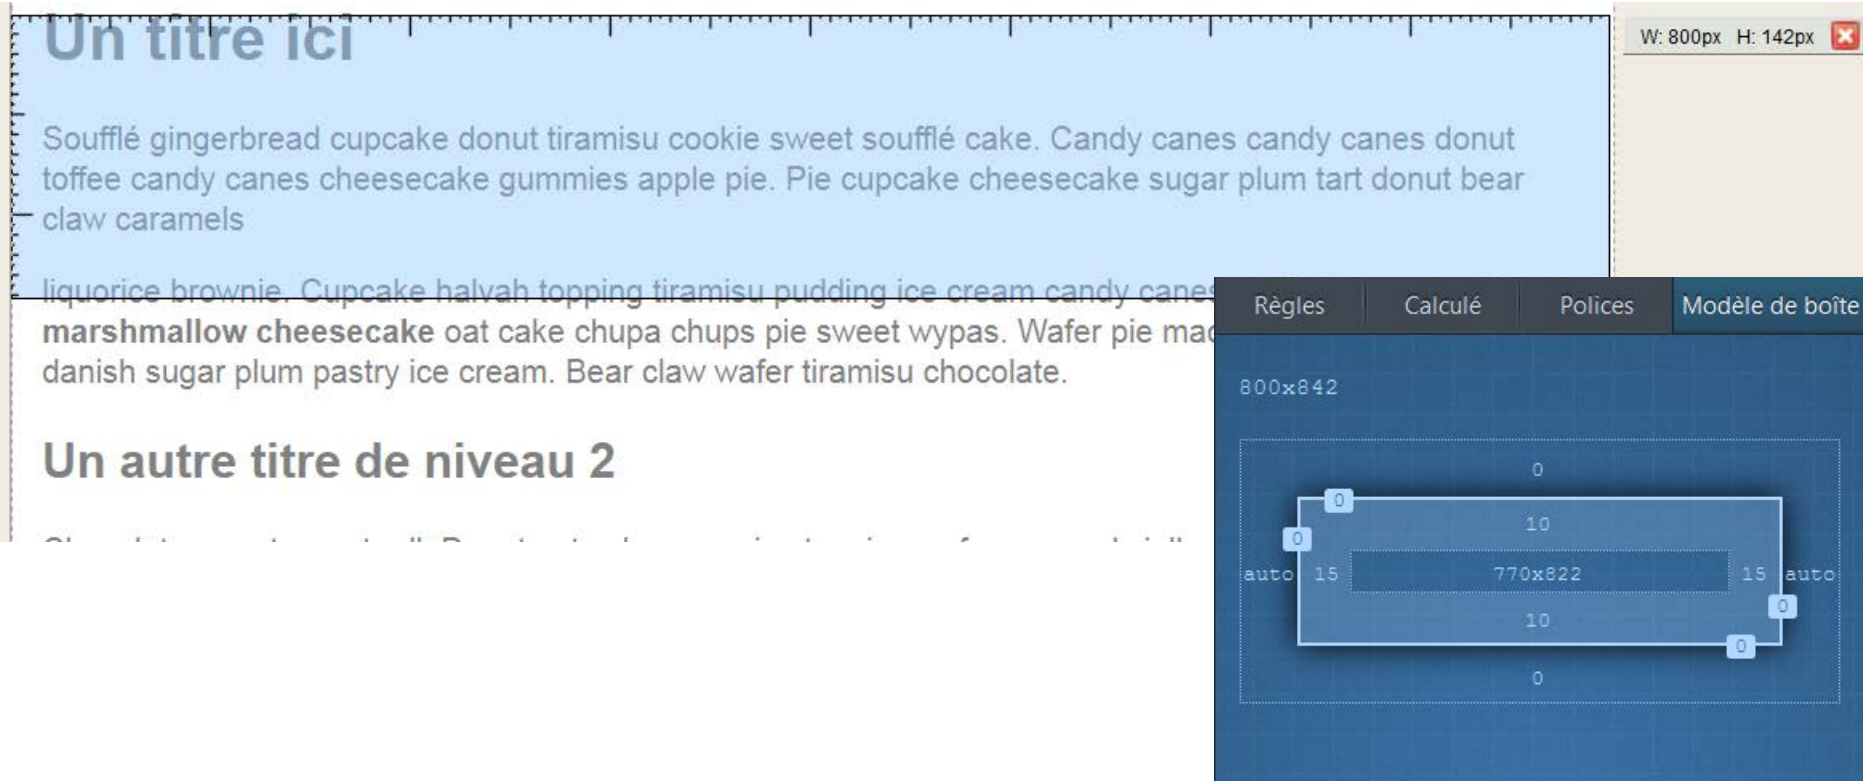 Un titre ici
W: 800px H: 142px
Soufflé gingerbread cupcake donut tiramisu cookie sweet soufflé cake. Candy canes candy canes donut
toffee candy canes cheesecake gummies apple pie. Pie cupcake cheesecake sugar plum tart donut bear
claw caramels
liquorice brownie. Cupcake halvah topping tiramisu pudding ice cream candy canes
marshmallow cheesecake oat cake chupa chups pie sweet wypas. Wafer pie
danish sugar plum pastry ice cream. Bear claw wafer tiramisu chocolate.
Un autre titre de niveau 2
Règles Calculé Polices Modèle de boîte
800x842
0
0
10
0
auto 15 770x822 15 auto
0
10
0
0